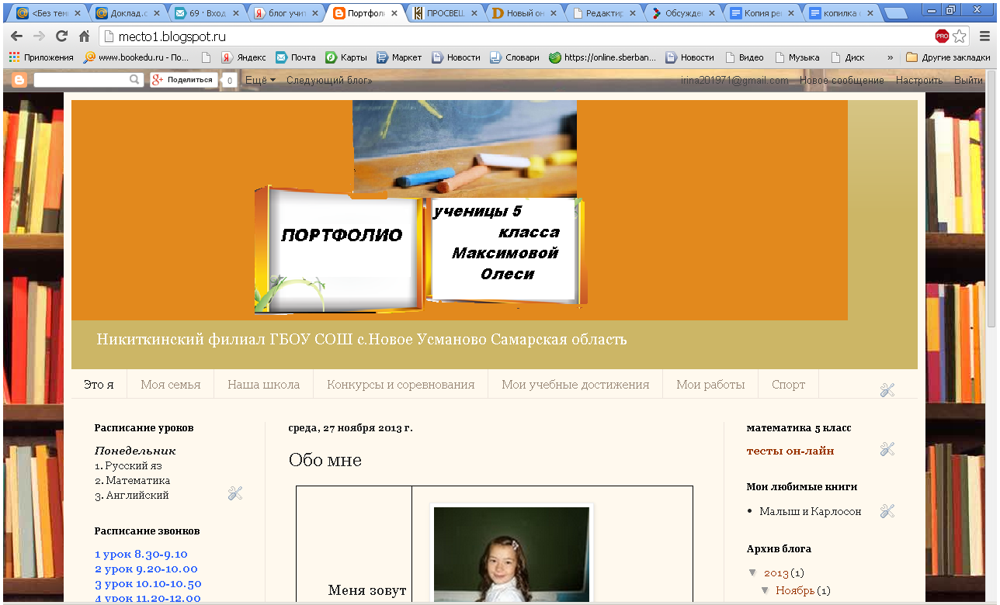 <Без тем
Доклад.с
69 · Вход
блог учит
Портфоли
ПРОСВЕЩ
Новый он
Редактир
Обсужден
Копия рег
копилка
mecto1.blogspot.ru
PRO
Приложения
www.bookedu.ru - По...
Яндекс
Почта
Карты
Маркет
Новости
Словари
https://online.sberban...
Новости
Видео
Музыка
Диск
»
Другие закладки
Поделиться
0
Ещё
Следующий блог»
irina201971@gmail.com
Новое сообщение
Настроить
Выйти
ПОРТФОЛИО
ученицы 5
класса
Максимовой
Олеси
Никиткинский филиал ГБОУ СОШ с.Новое Усманово Самарская область
Это я
Моя семья
Наша школа
Конкурсы и соревнования
Мои учебные достижения
Мои работы
Спорт
Расписание уроков
Понедельник
1. Русский яз
2. Математика
3. Английский
Расписание звонков
1 урок 8.30-9.10
2 урок 9.20-10.00
3 урок 10.10-10.50
4 урок 11.20-12.00
среда, 27 ноября 2013 г.
Обо мне
Меня зовут
математика 5 класс
тесты он-лайн
Мои любимые книги
Малыш и Карлосон
Архив блога
▼ 2013 (1)
▼ Ноябрь (1)